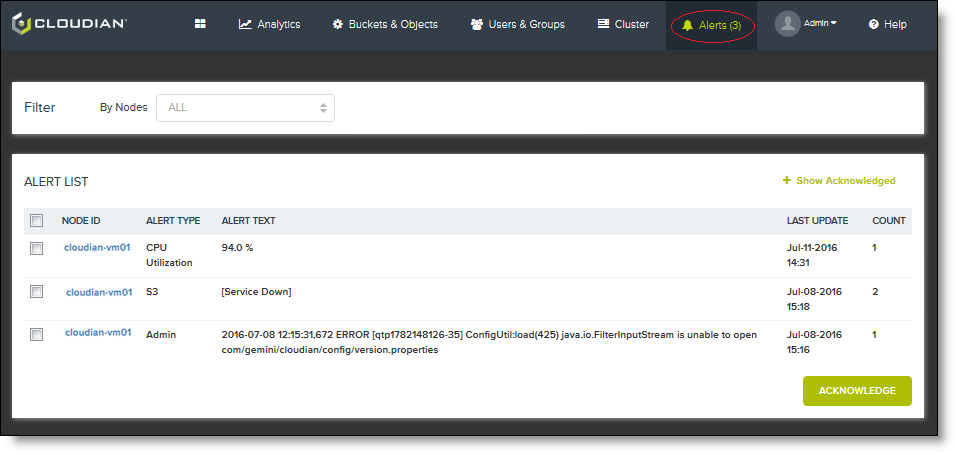 CLOUDIAN Analytics Buckets & Objects Users & Groups Cluster Alerts (3) Admin Help
Filter By Nodes ALL
ALERT LIST
+ Show Acknowledged
NODE ID ALERT TYPE ALERT TEXT LAST UPDATE COUNT
cloudian-vm01 CPU 94.0 % Jul-11-2016 1
Utilization 14:31
cloudian-vm01 S3 [Service Down] Jul-08-2016 2
15:18
cloudian-vm01 Admin 2016-07-08 12:15:31,672 ERROR [qtp1782148126-35] ConfigUtil:load(425) java.io.FilterInputStream is unable to open Jul-08-2016 1
com/gemini/cloudian/config/version.properties 15:16
ACKNOWLEDGE